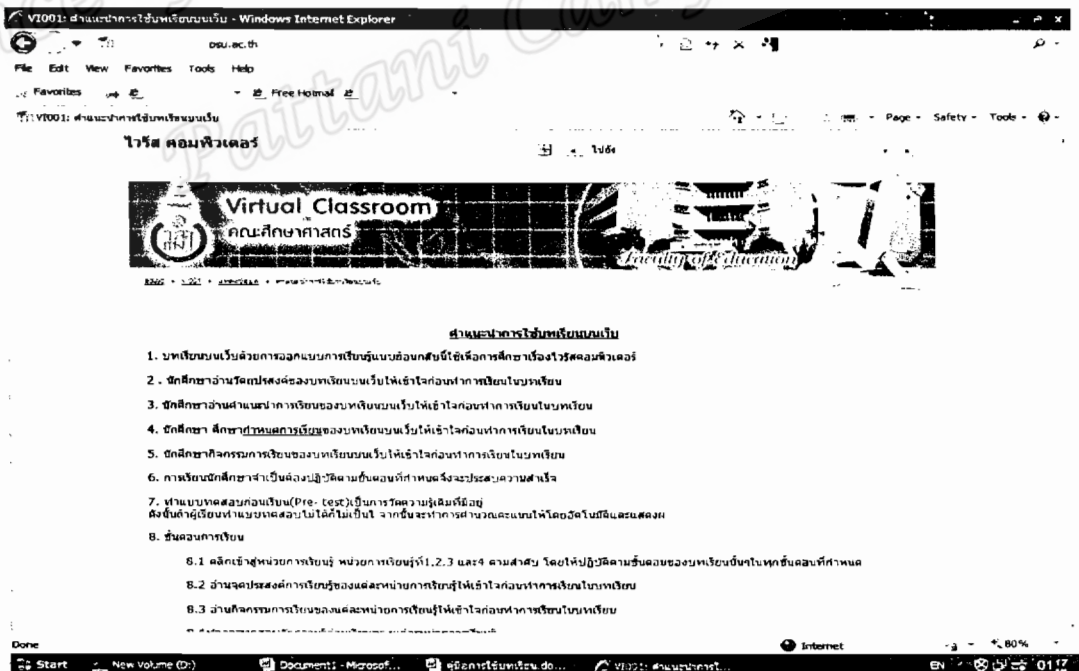 VI001: คำแนะนำการใช้บทเรียนบนเว็บ - Windows Internet Explorer
psu.ac.th
File Edit View Favorites Tools Help
Favorites Free Hotmail
VI001: คำแนะนำการใช้บทเรียนบนเว็บ Page Safety Tools
Pattani
ไวรัส คอมพิวเตอร์
ไปยัง
Virtual Classroom
คณะศึกษาศาสตร์
Faculty of Education
คำแนะนำการใช้บทเรียนบนเว็บ
1. บทเรียนบนเว็บด้วยการออกแบบการเรียนรู้แบบย้อนกลับนี้ใช้เพื่อการศึกษาเรื่องไวรัสคอมพิวเตอร์
2 . นักศึกษาอ่านวัตถุประสงค์ของบทเรียนบนเว็บให้เข้าใจก่อนทำการเรียนในบทเรียน
3. นักศึกษาอ่านคำแนะนำการเรียนของบทเรียนบนเว็บให้เข้าใจก่อนทำการเรียนในบทเรียน
4. นักศึกษา ศึกษากำหนดการเรียนของบทเรียนบนเว็บให้เข้าใจก่อนทำการเรียนในบทเรียน
5. นักศึกษากิจกรรมการเรียนของบทเรียนบนเว็บให้เข้าใจก่อนทำการเรียนในบทเรียน
6. การเรียนนักศึกษาจำเป็นต้องปฏิบัติตามขั้นตอนที่กำหนดจึงจะประสบความสำเร็จ
7. ทำแบบทดสอบก่อนเรียน(Pre- test)เป็นการวัดความรู้เดิมที่มีอยู่
ดังนั้นถ้าผู้เรียนทำแบบทดสอบไม่ได้ก็ไม่เป็นไ จากนั้นจะทำการคำนวณคะแนนให้โดยอัตโนมัติและแสดงผ
8. ขั้นตอนการเรียน
8.1 คลิกเข้าสู่หน่วยการเรียนรู้ หน่วยการเรียนรู้ที่1,2,3 และ4 ตามลำดับ โดยให้ปฏิบัติตามขั้นตอนของบทเรียนนั้นๆในทุกขั้นตอนที่กำหนด
8.2 อ่านจุดประสงค์การเรียนรู้ของแต่ละหน่วยการเรียนรู้ให้เข้าใจก่อนทำการเรียนในบทเรียน
8.3 อ่านกิจกรรมการเรียนของแต่ละหน่วยการเรียนรู้ให้เข้าใจก่อนทำการเรียนในบทเรียน
Done Internet 80%
Start New Volume (D:) Document1 - Microsof... คู่มือการใช้บทเรียน.do... VI001: คำแนะนำการใ... EN 01:17